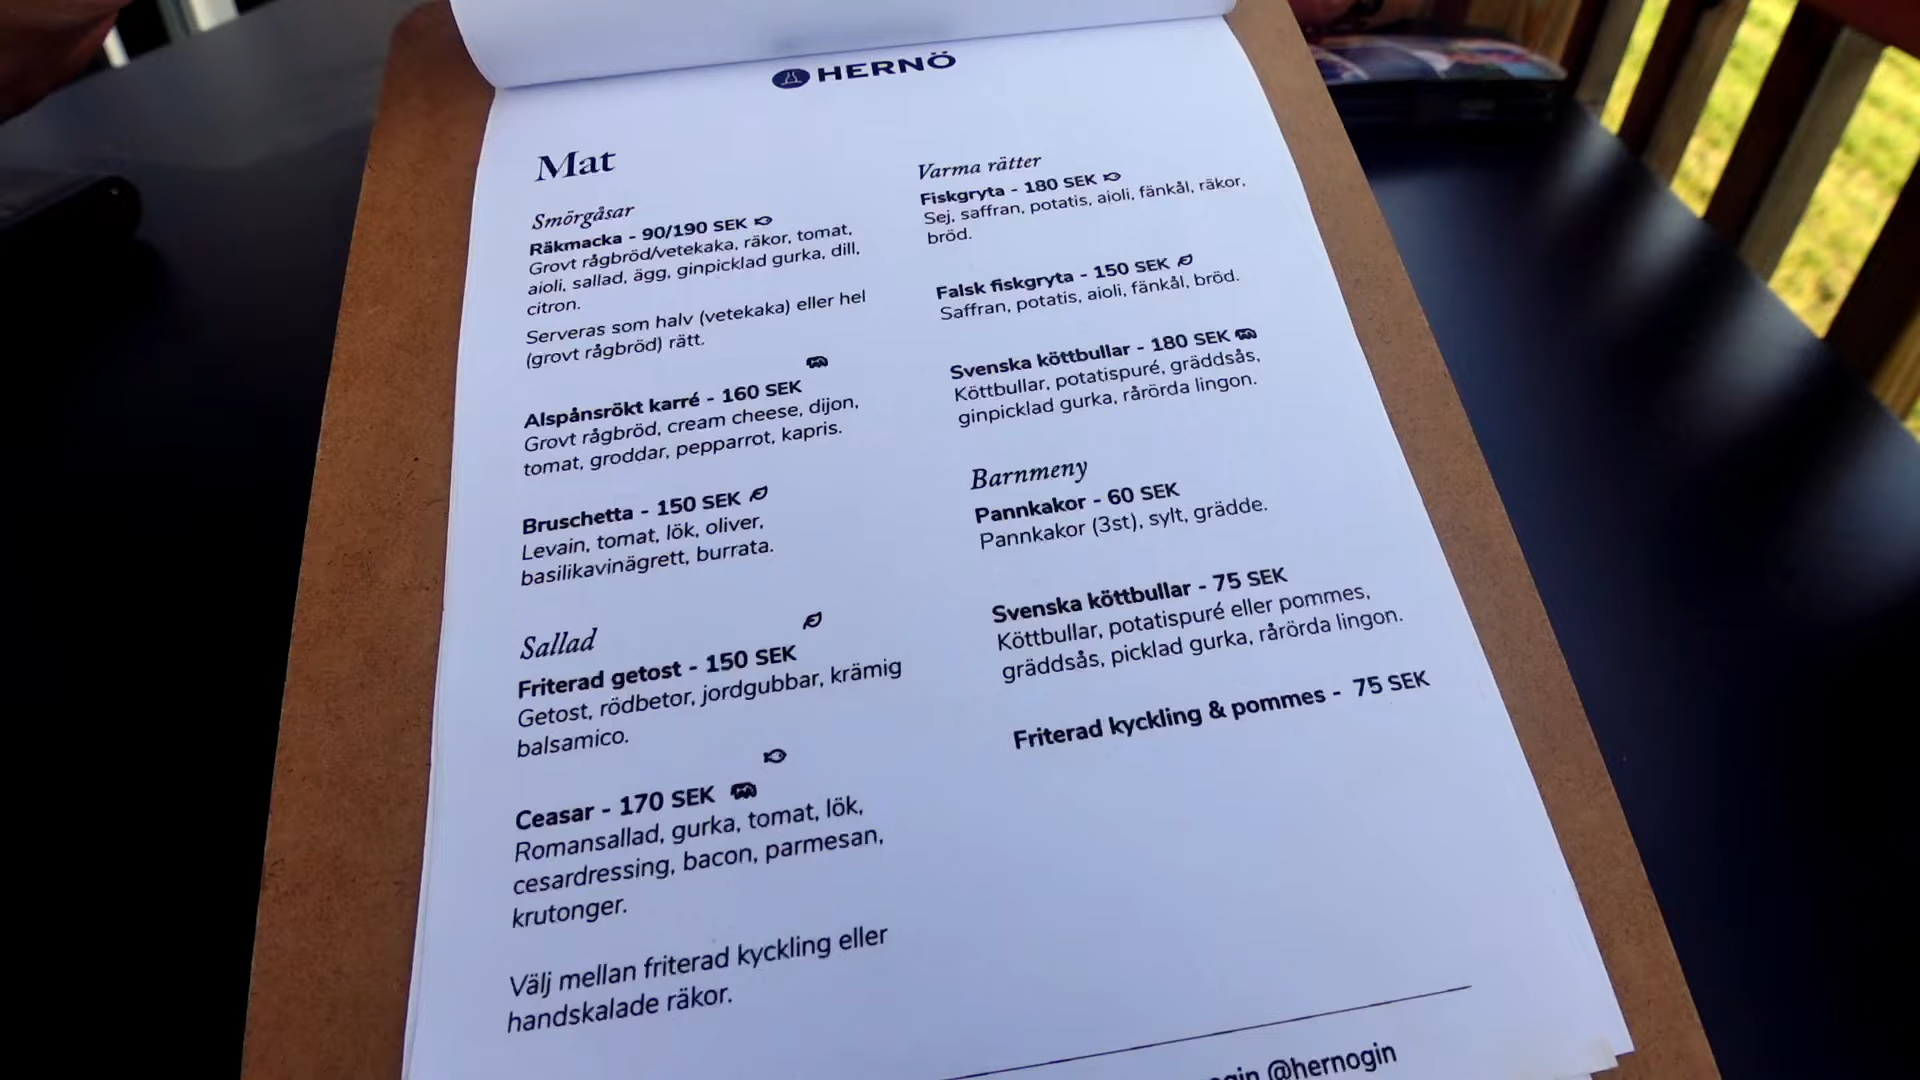 HERNÖ
Mat
Smörgåsar
Räkmacka - 90/190 SEK
Grovt rågbröd/vetekaka, räkor, tomat,
aioli, sallad, ägg, ginpicklad gurka, dill,
citron.
Serveras som halv (vetekaka) eller hel
(grovt rågbröd) rätt.
Alspånsrökt karré - 160 SEK
Grovt rågbröd, cream cheese, dijon,
tomat, groddar, pepparrot, kapris.
Bruschetta - 150 SEK
Levain, tomat, lök, oliver,
basilikavinägrett, burrata.
Sallad
Friterad getost - 150 SEK
Getost, rödbetor, jordgubbar, krämig
balsamico.
Ceasar - 170 SEK
Romansallad, gurka, tomat, lök,
cesardressing, bacon, parmesan,
krutonger.
Välj mellan friterad kyckling eller
handskalade räkor.
Varma rätter
Fiskgryta - 180 SEK
Sej, saffran, potatis, aioli, fänkål, räkor,
bröd.
Falsk fiskgryta - 150 SEK
Saffran, potatis, aioli, fänkål, bröd.
Svenska köttbullar - 180 SEK
Köttbullar, potatispuré, gräddsås,
ginpicklad gurka, rårörda lingon.
Barnmeny
Pannkakor - 60 SEK
Pannkakor (3st), sylt, grädde.
Svenska köttbullar - 75 SEK
Köttbullar, potatispuré eller pommes,
gräddsås, picklad gurka, rårörda lingon.
Friterad kyckling & pommes - 75 SEK
@hernogin